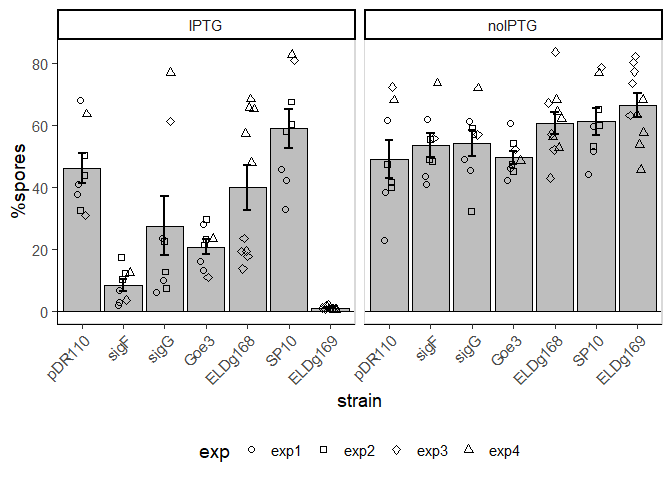 IPTG
noIPTG
%spores
80
60
40
20
0
pDR110
sigF
sigG
Goe3
ELDg168
SP10
ELDg169
pDR110
sigF
sigG
Goe3
ELDg168
SP10
ELDg169
strain
exp exp1 exp2 exp3 exp4